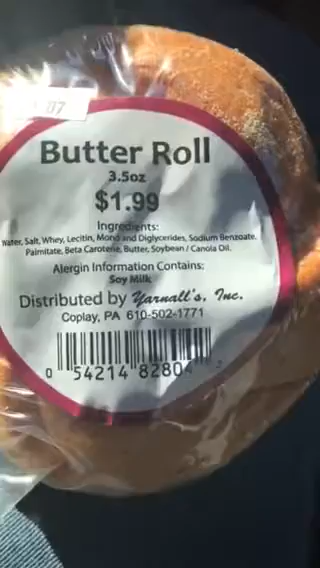 07
Butter Roll
3.5oz
$1.99
Ingredients:
Water, Salt, Whey, Lecitin, Mono and Diglycerides, Sodium Benzoate,
Palmitate, Beta Carotene, Butter, Soybean / Canola Oil.
Alergin Information Contains:
Soy Milk
Distributed by Yarnall's, Inc.
Coplay, PA 610-502-1771
0 54214 82804